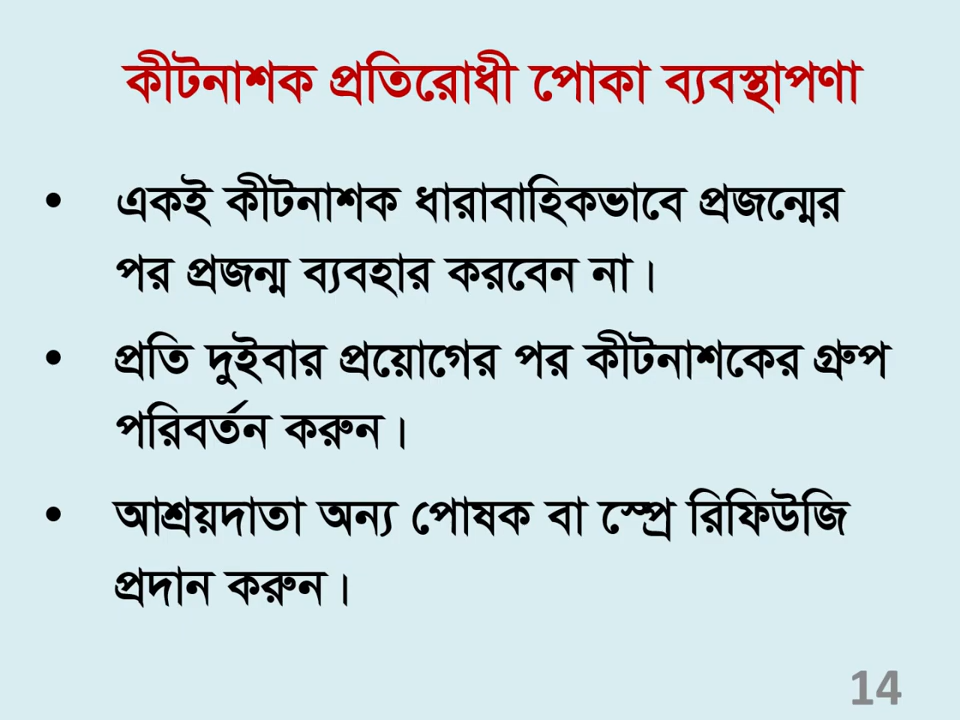 কীটনাশক প্রতিরোধী পোকা ব্যবস্থাপণা
• একই কীটনাশক ধারাবাহিকভাবে প্রজন্মের
পর প্রজন্ম ব্যবহার করবেন না।
• প্রতি দুইবার প্রয়োগের পর কীটনাশকের গ্রুপ
পরিবর্তন করুন।
• আশ্রয়দাতা অন্য পোষক বা স্প্রে রিফিউজি
প্রদান করুন।
14